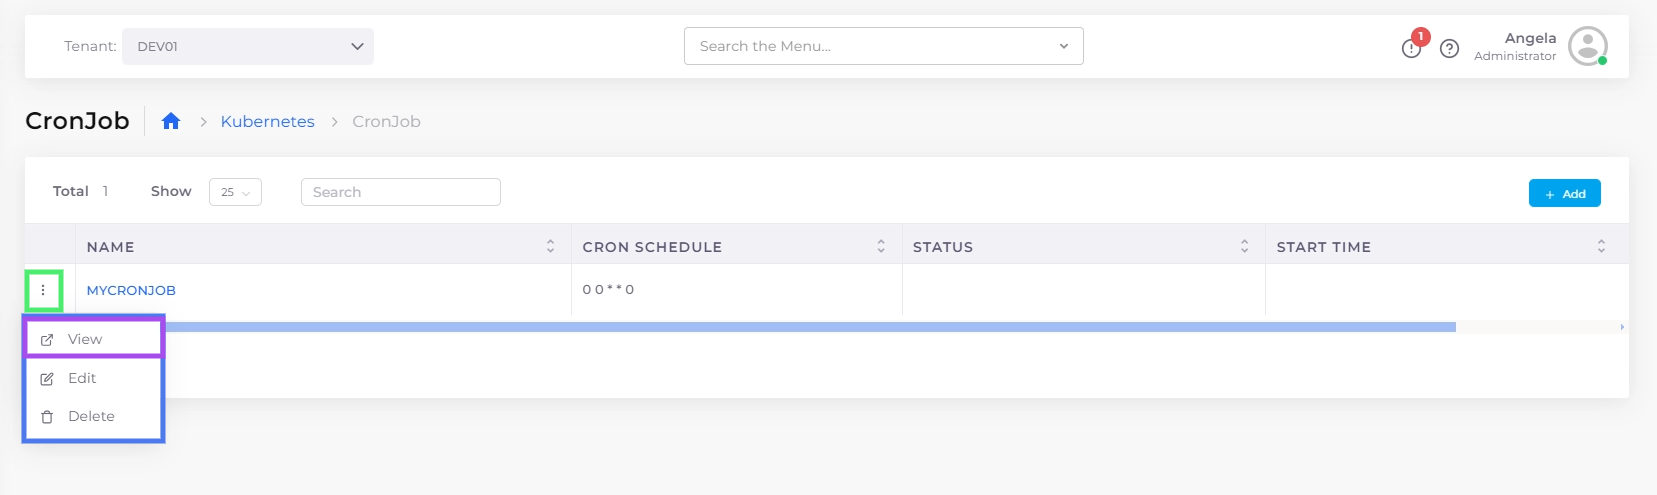 Tenant: DEV01 Search the Menu... 1 Angela
Administrator
CronJob Kubernetes CronJob
Total 1 Show 25 Search + Add
NAME CRON SCHEDULE STATUS START TIME
MYCRONJOB 0 0 * * 0
View
Edit
Delete